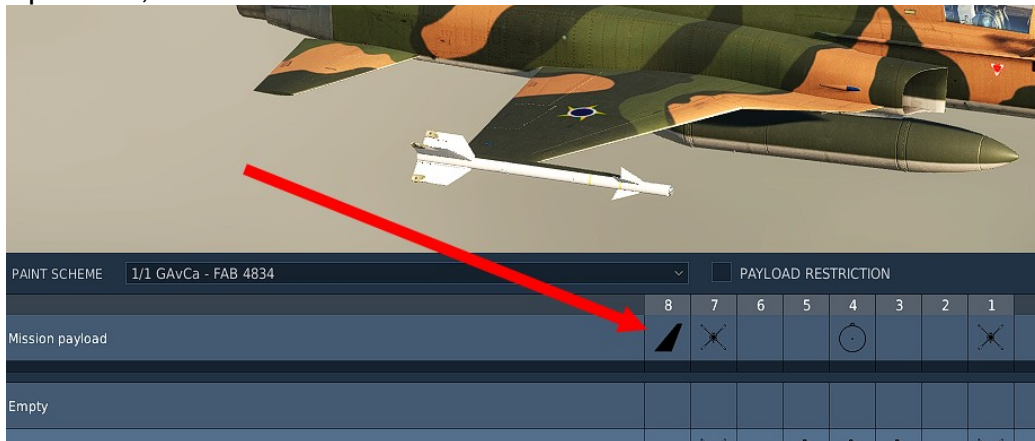 PAINT SCHEME 1/1 GAvCa - FAB 4834 PAYLOAD RESTRICTION
8 7 6 5 4 3 2 1
Mission payload
Empty